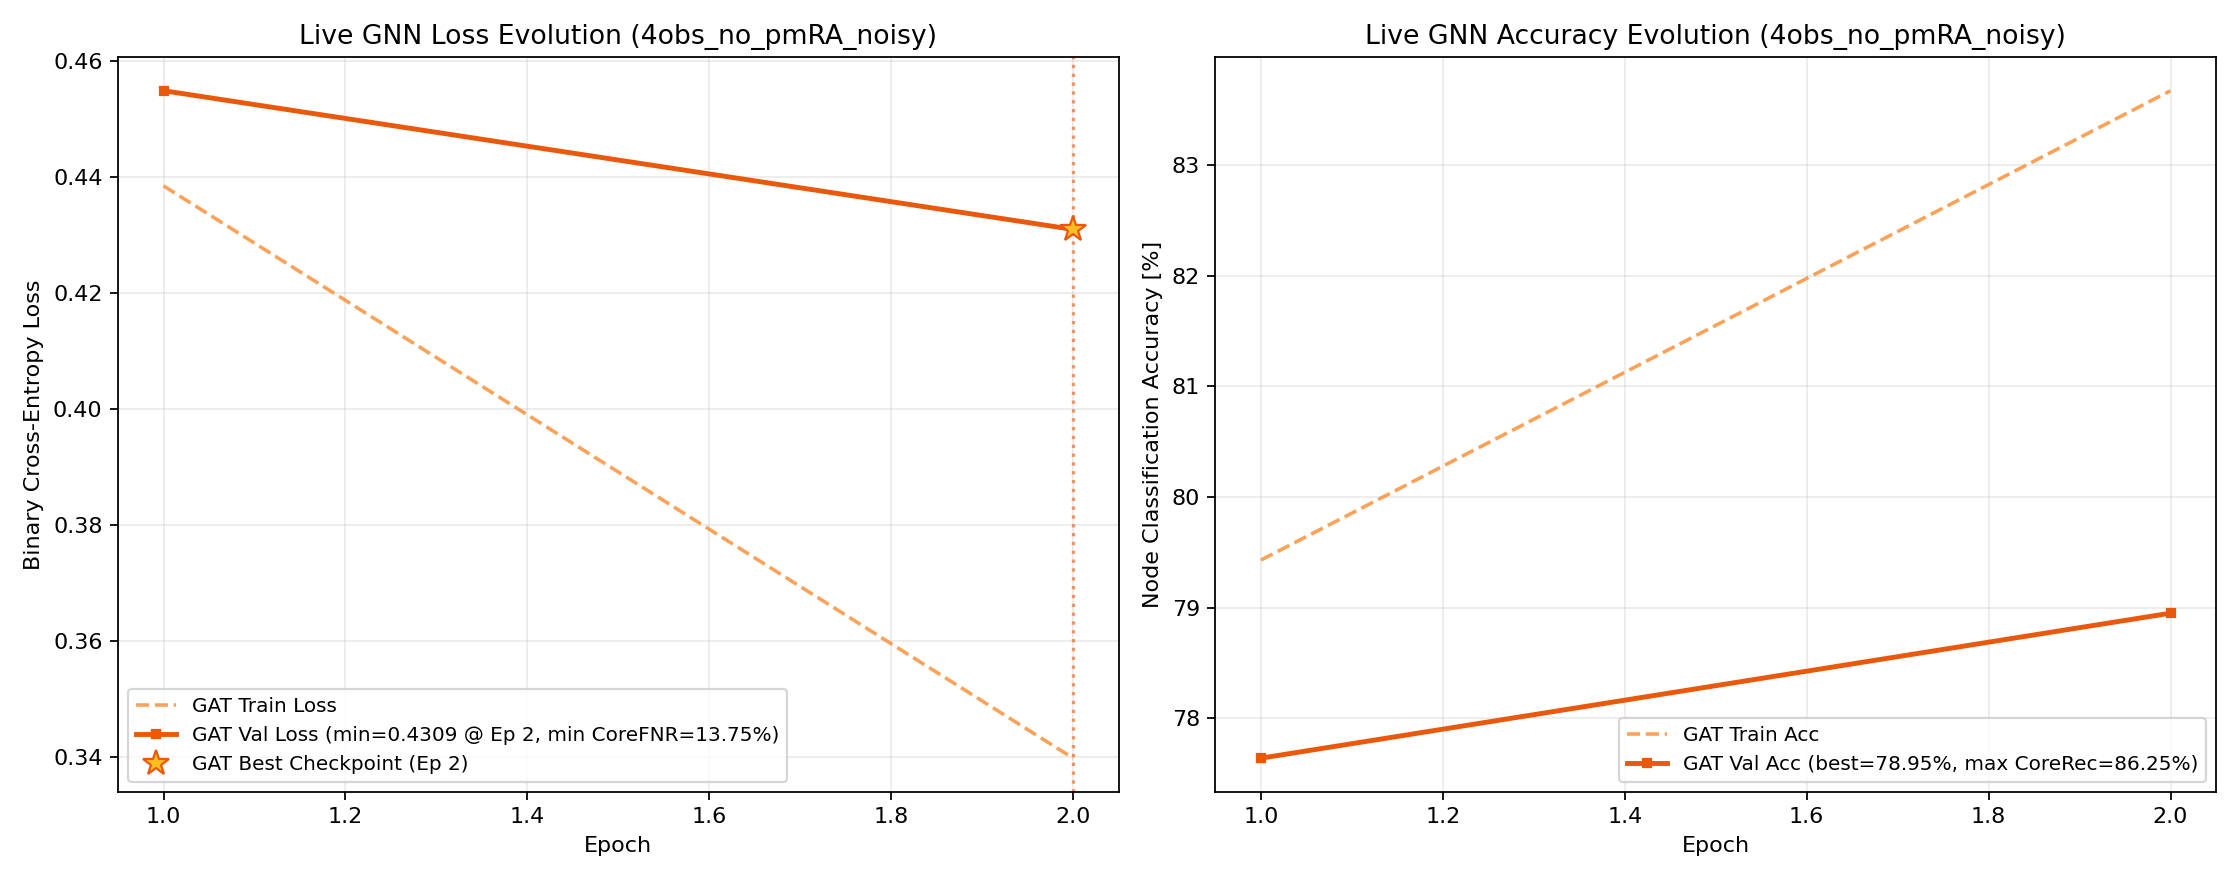 Live GNN Loss Evolution (4obs_no_pmRA_noisy)
Binary Cross-Entropy Loss
0.46
0.44
0.42
0.40
0.38
0.36
0.34
GAT Train Loss
GAT Val Loss (min=0.4309 @ Ep 2, min CoreFNR=13.75%)
GAT Best Checkpoint (Ep 2)
1.0 1.2 1.4 1.6 1.8 2.0
Epoch
Live GNN Accuracy Evolution (4obs_no_pmRA_noisy)
Node Classification Accuracy [%]
83
82
81
80
79
78
GAT Train Acc
GAT Val Acc (best=78.95%, max CoreRec=86.25%)
1.0 1.2 1.4 1.6 1.8 2.0
Epoch